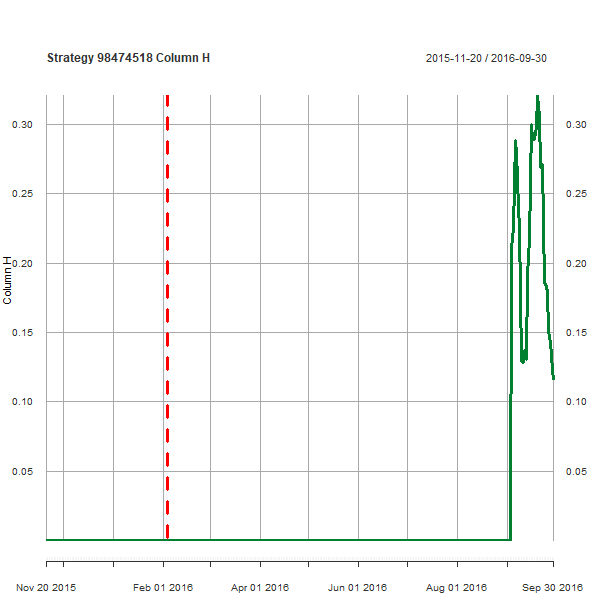 Strategy 98474518 Column H
2015-11-20 / 2016-09-30
0.30
0.30
0.25
0.25
0.20
0.20
Column H
0.15
0.15
0.10
0.10
0.05
0.05
Nov 20 2015
Feb 01 2016
Apr 01 2016
Jun 01 2016
Aug 01 2016
Sep 30 2016